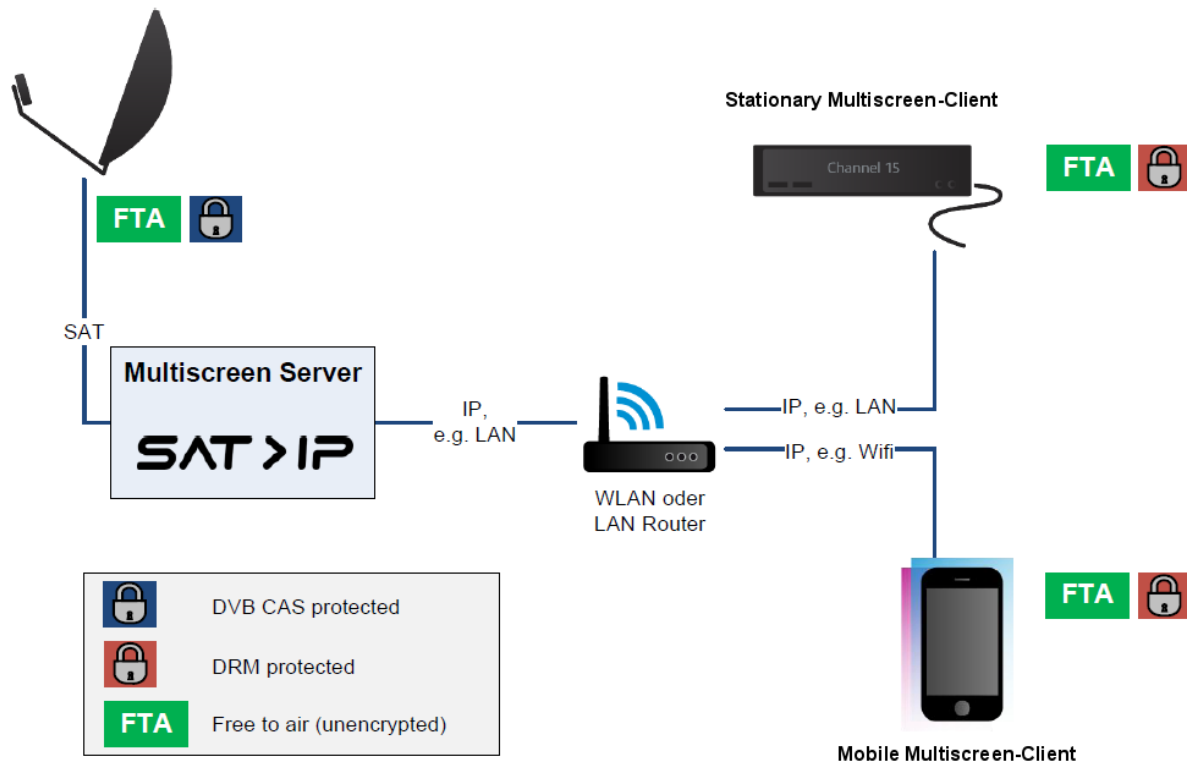 Stationary Multiscreen-Client
Channel 15
FTA
FTA
SAT
Multiscreen Server
SAT>IP
IP,
e.g. LAN
IP, e.g. LAN
IP, e.g. Wifi
WLAN oder
LAN Router
DVB CAS protected
DRM protected
FTA
Free to air (unencrypted)
FTA
Mobile Multiscreen-Client